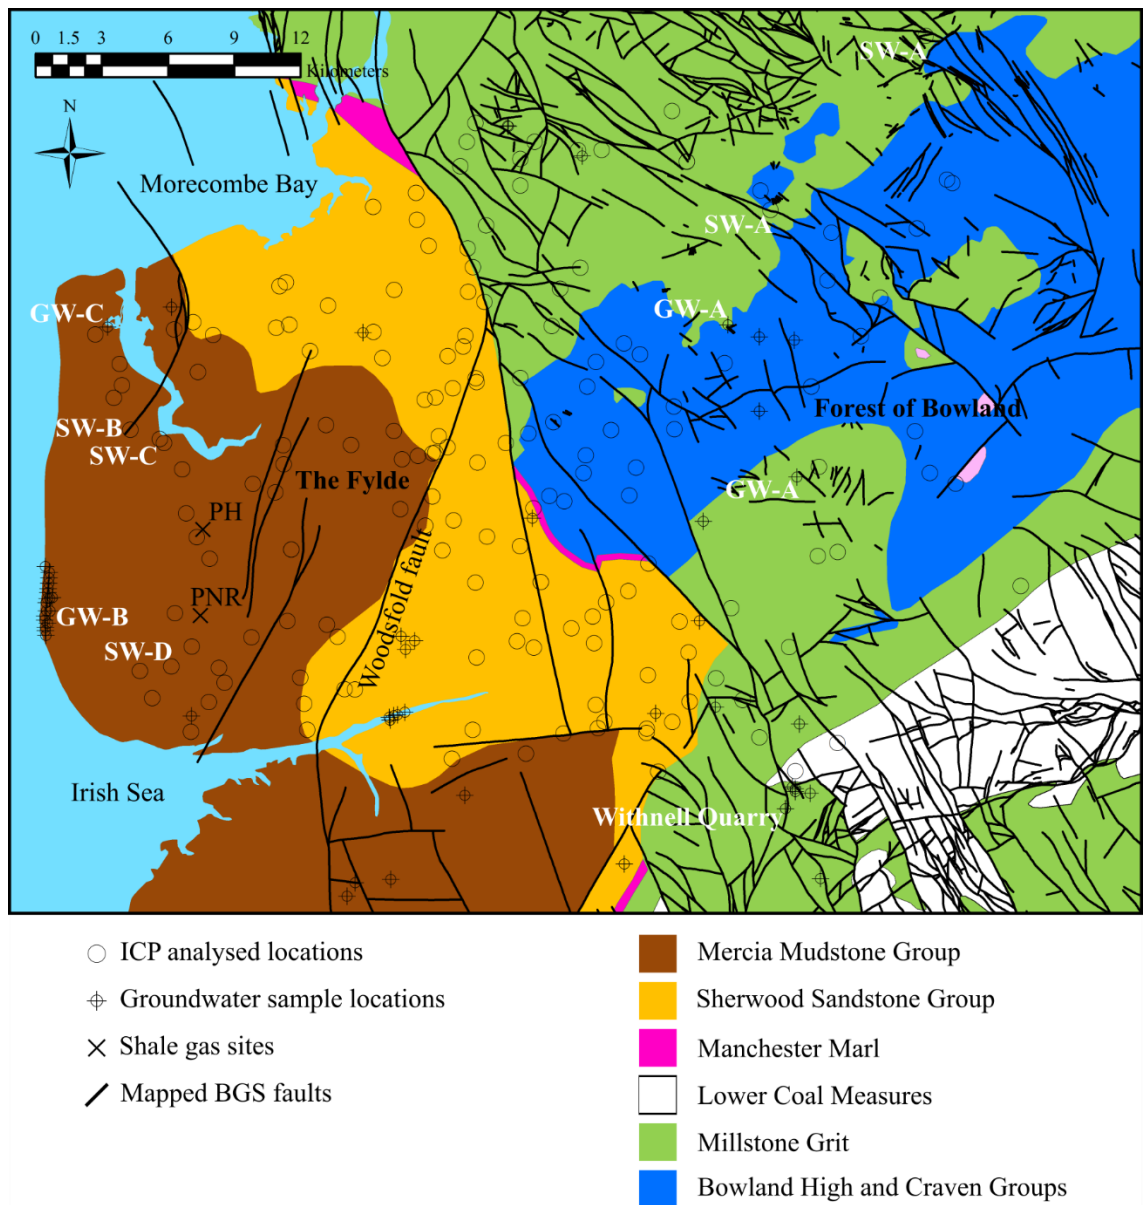 0 1.5 3 6 9 12
Kilometers
N
SW-A
Morecombe Bay
SW-A
GW-C
GW-A
SW-B
SW-C
Forest of Bowland
The Fylde
GW-A
PH
PNR
GW-B
Woodsfold fault
SW-D
Irish Sea
Withnell Quarry
ICP analysed locations
Groundwater sample locations
Shale gas sites
Mapped BGS faults
Mercia Mudstone Group
Sherwood Sandstone Group
Manchester Marl
Lower Coal Measures
Millstone Grit
Bowland High and Craven Groups